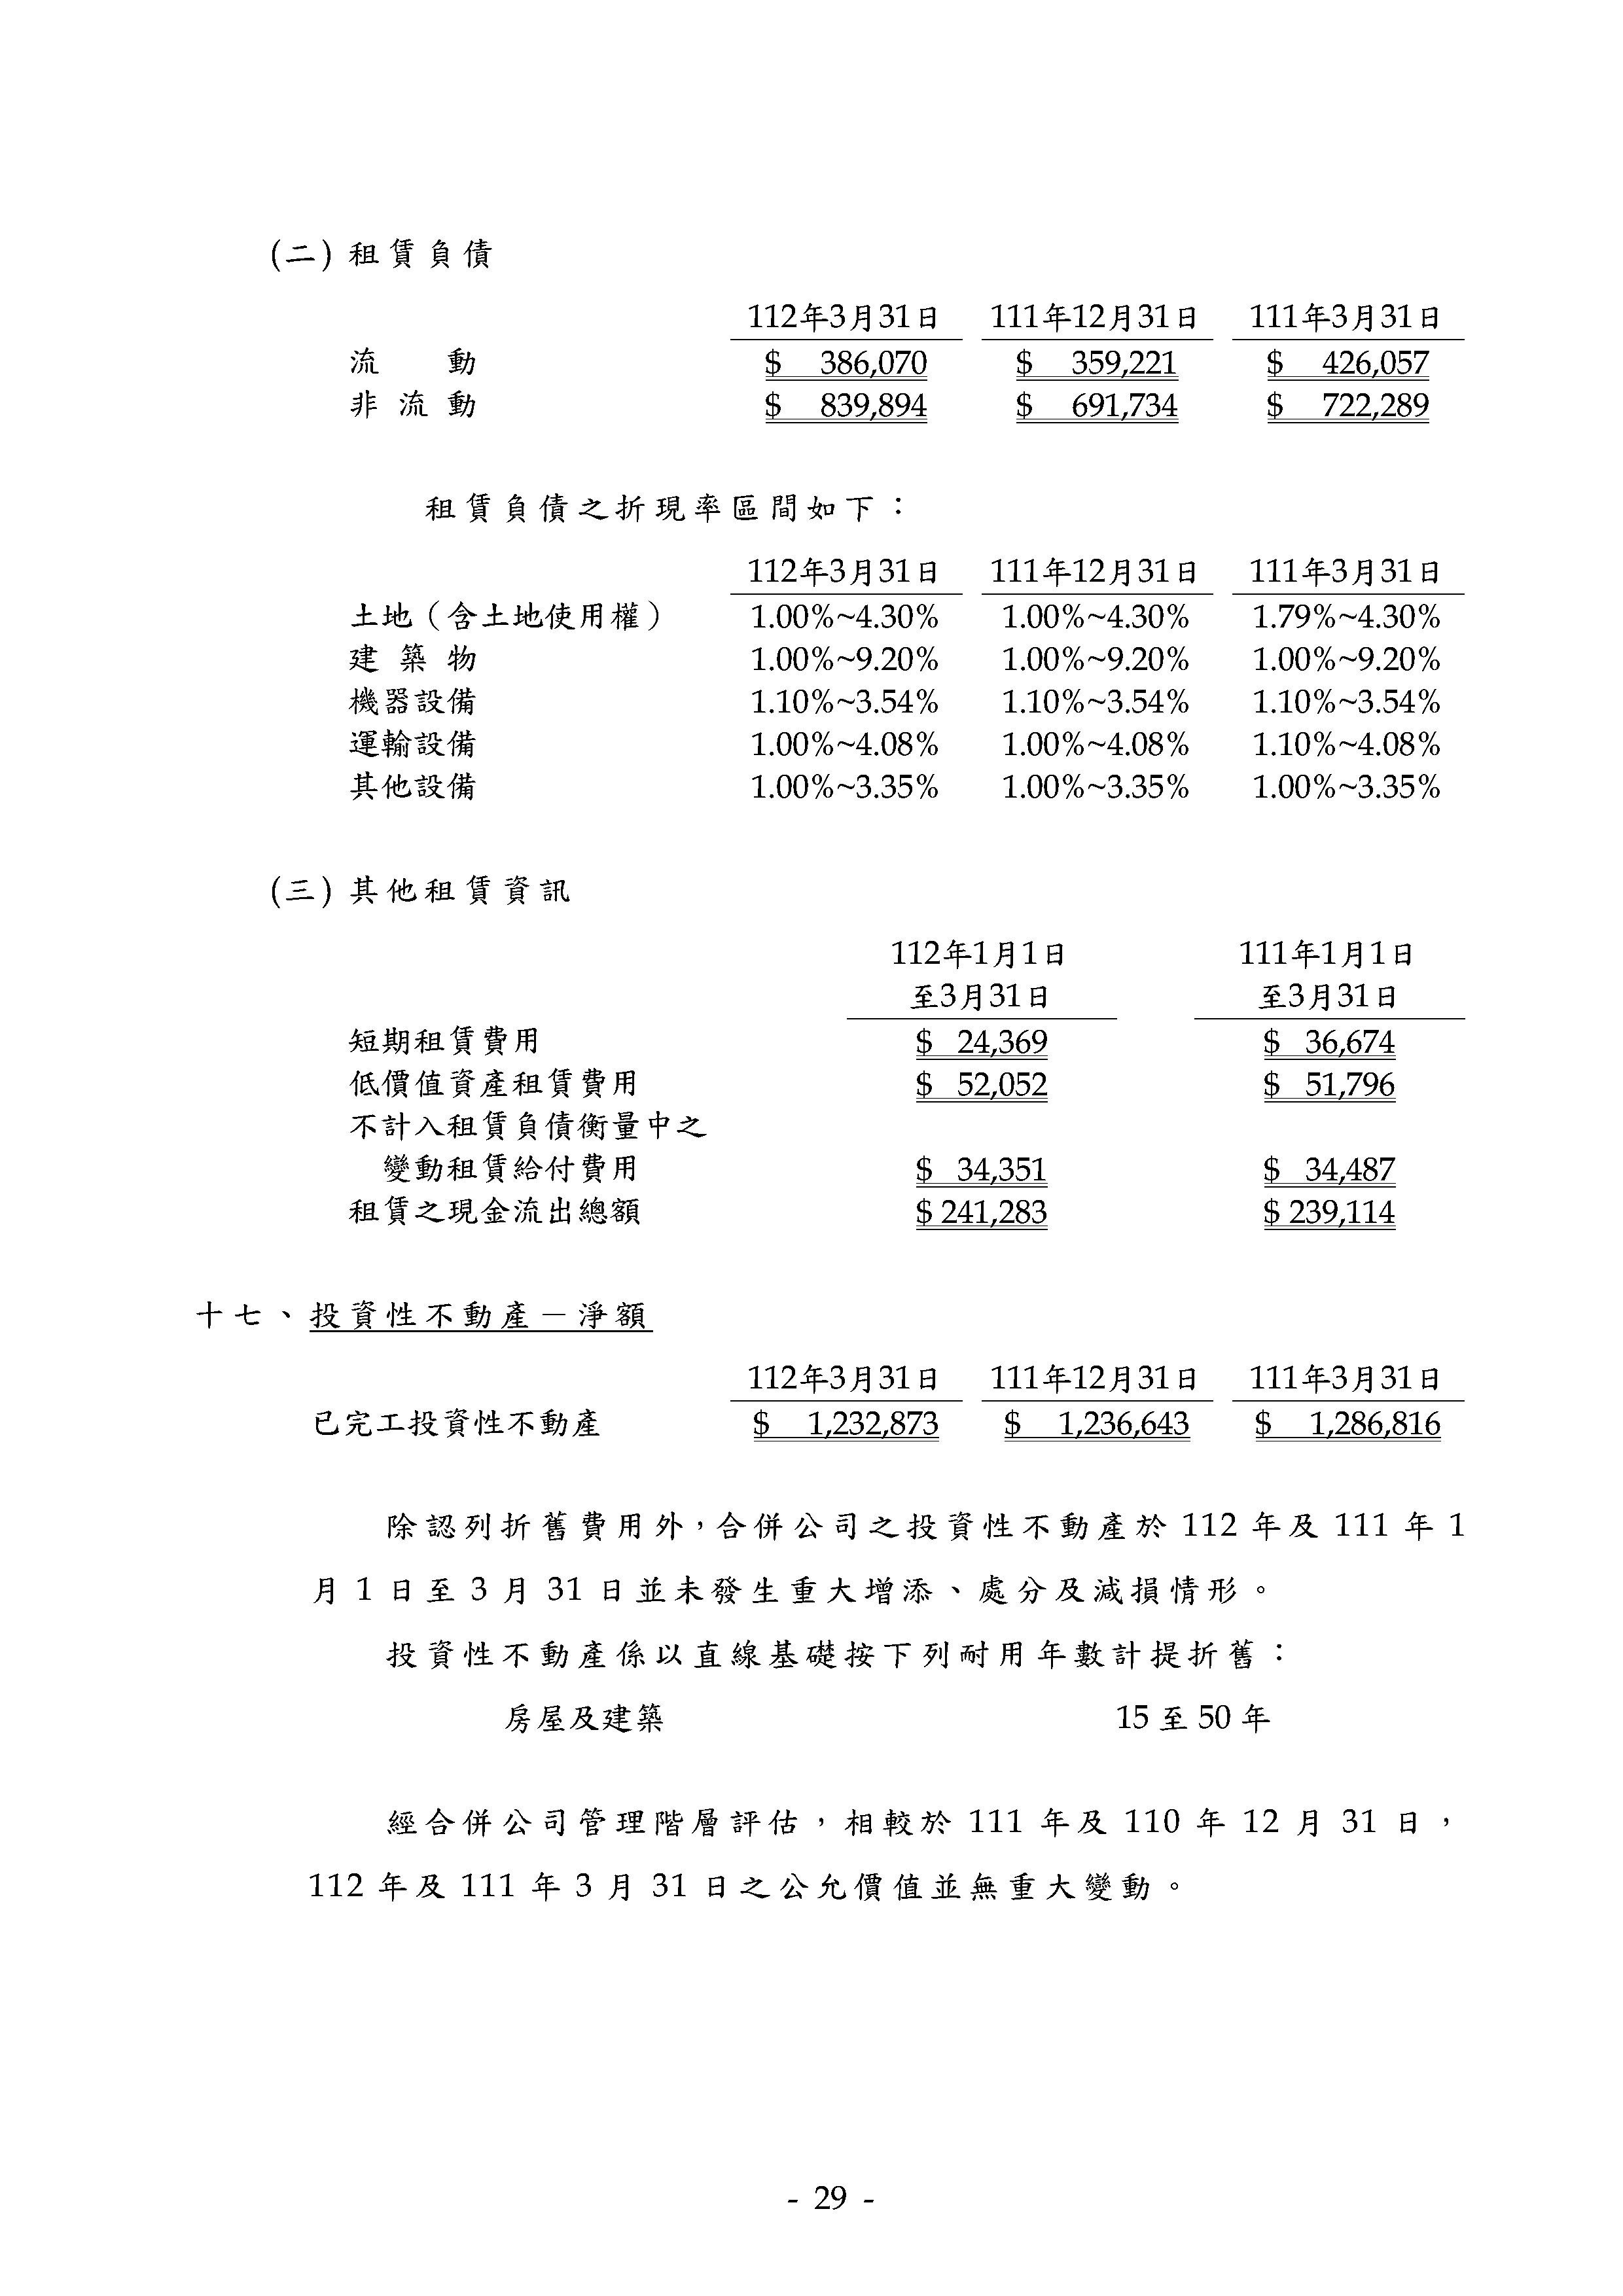 (二) 租賃負債
112年3月31日 111年12月31日 111年3月31日
流 動 $ 386,070 $ 359,221 $ 426,057
非流動 $ 839,894 $ 691,734 $ 722,289
租賃負債之折現率區間如下：
112年3月31日 111年12月31日 111年3月31日
土地（含土地使用權） 1.00%~4.30% 1.00%~4.30% 1.79%~4.30%
建築物 1.00%~9.20% 1.00%~9.20% 1.00%~9.20%
機器設備 1.10%~3.54% 1.10%~3.54% 1.10%~3.54%
運輸設備 1.00%~4.08% 1.00%~4.08% 1.10%~4.08%
其他設備 1.00%~3.35% 1.00%~3.35% 1.00%~3.35%
(三) 其他租賃資訊
112年1月1日 111年1月1日
至3月31日 至3月31日
短期租賃費用 $ 24,369 $ 36,674
低價值資產租賃費用 $ 52,052 $ 51,796
不計入租賃負債衡量中之
變動租賃給付費用 $ 34,351 $ 34,487
租賃之現金流出總額 $ 241,283 $ 239,114
十七、投資性不動產－淨額
112年3月31日 111年12月31日 111年3月31日
已完工投資性不動產 $ 1,232,873 $ 1,236,643 $ 1,286,816
除認列折舊費用外，合併公司之投資性不動產於 112 年及 111 年 1
月 1 日至 3 月 31 日並未發生重大增添、處分及減損情形。
投資性不動產係以直線基礎按下列耐用年數計提折舊：
房屋及建築 15 至 50 年
經合併公司管理階層評估，相較於 111 年及 110 年 12 月 31 日，
112 年及 111 年 3 月 31 日之公允價值並無重大變動。
- 29 -